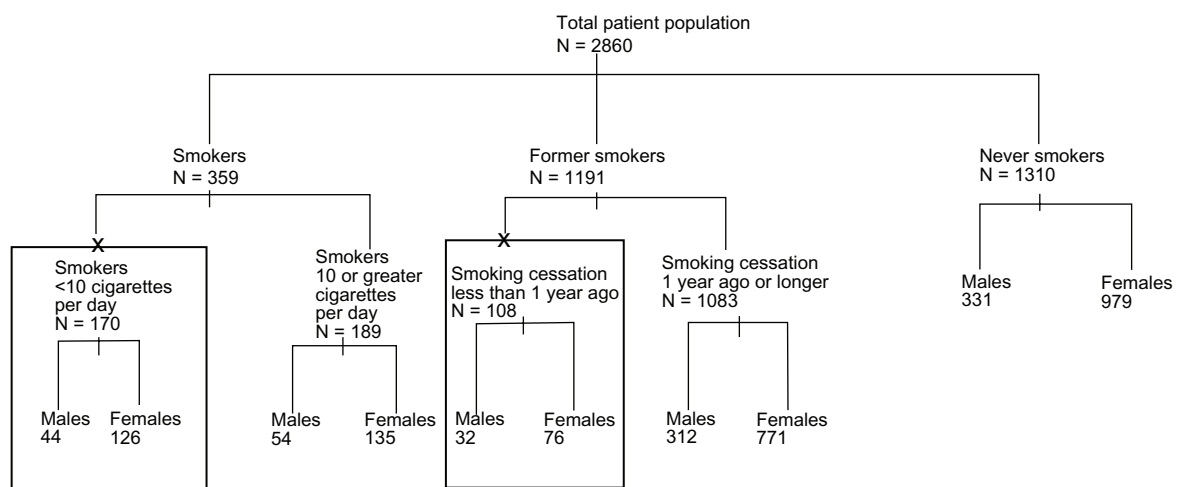 Total patient population
N = 2860
Smokers
N = 359
Former smokers
N = 1191
Never smokers
N = 1310
X
Smokers
<10 cigarettes
per day
N = 170
Males
44
Females
126
Smokers
10 or greater
cigarettes
per day
N = 189
Males
54
Females
135
X
Smoking cessation
less than 1 year ago
N = 108
Males
32
Females
76
Smoking cessation
1 year ago or longer
N = 1083
Males
312
Females
771
Males
331
Females
979